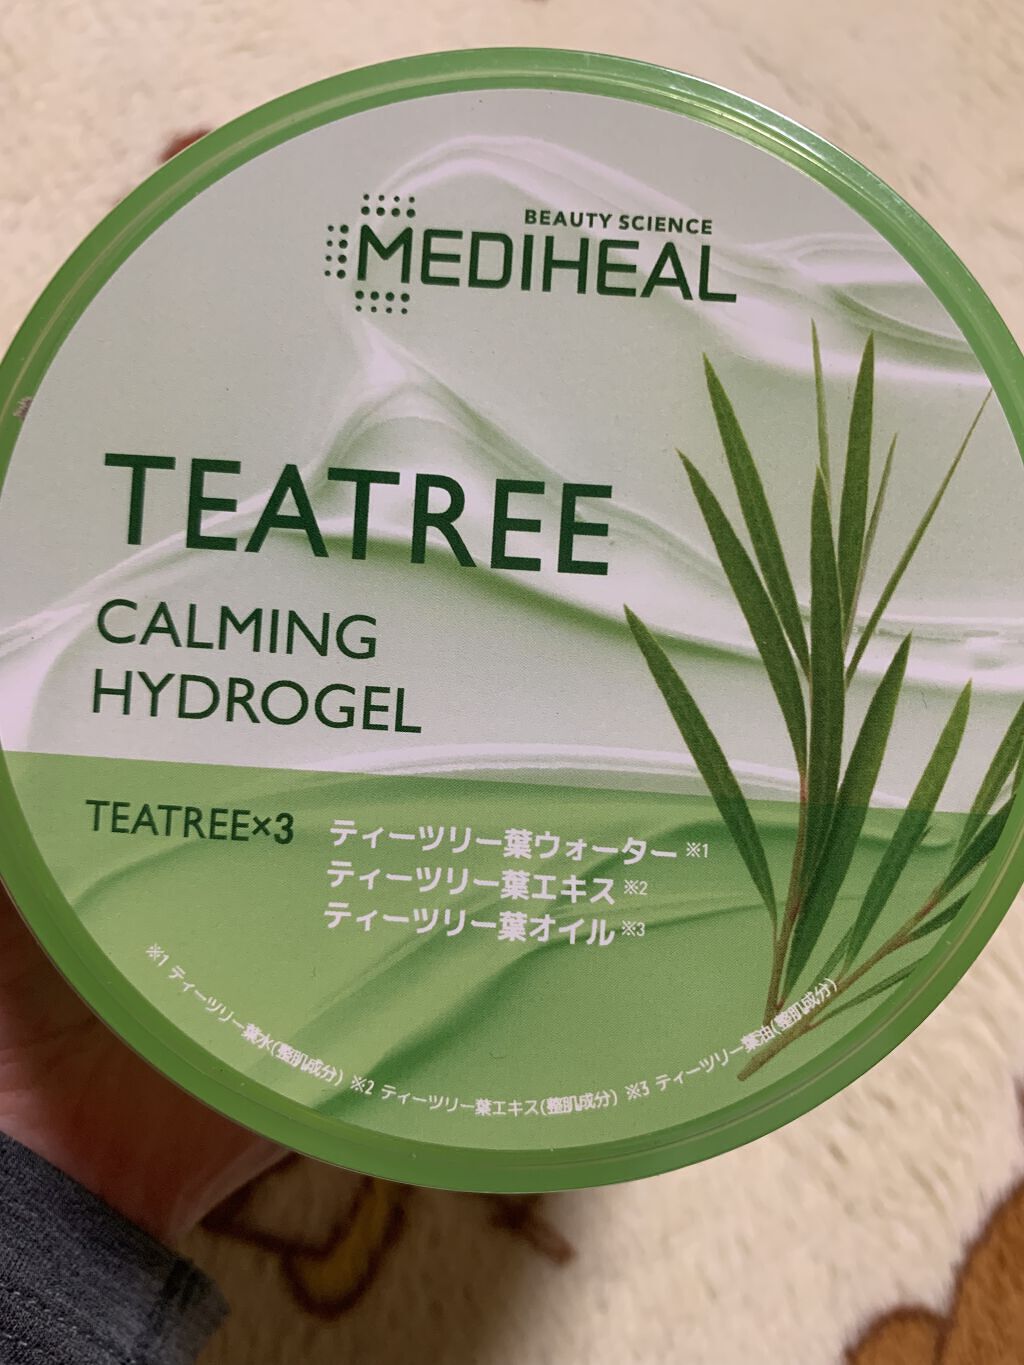 BEAUTY SCIENCE
MEDIHEAL
TEATREE
CALMING
HYDROGEL
TEATREE×3
ティーツリー葉ウォーター※1
ティーツリー葉エキス※2
ティーツリー葉オイル※3
※1 ティーツリー葉水(整肌成分) ※2 ティーツリー葉エキス(整肌成分) ※3 ティーツリー葉油(整肌成分)